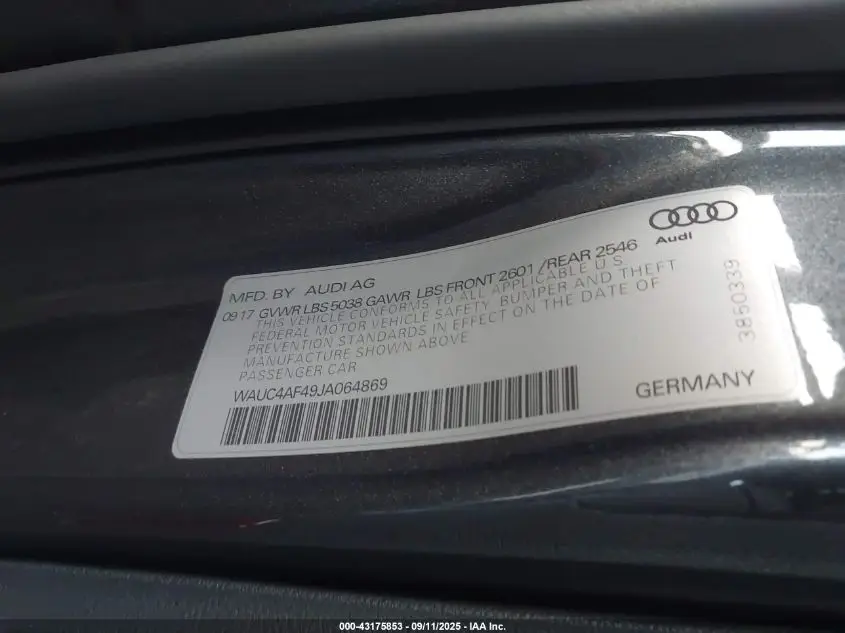 Audi
MFD. BY AUDI AG
0917 GVWR LBS 5038 GAWR LBS FRONT 2601 /REAR 2546
THIS VEHICLE CONFORMS TO ALL APPLICABLE U.S.
FEDERAL MOTOR VEHICLE SAFETY BUMPER AND THEFT
PREVENTION STANDARDS IN EFFECT ON THE DATE OF
MANUFACTURE SHOWN ABOVE
PASSENGER CAR
WAUC4AF49JA064869
GERMANY
3850339
000-43175853 - 09/11/2025 - IAA Inc.